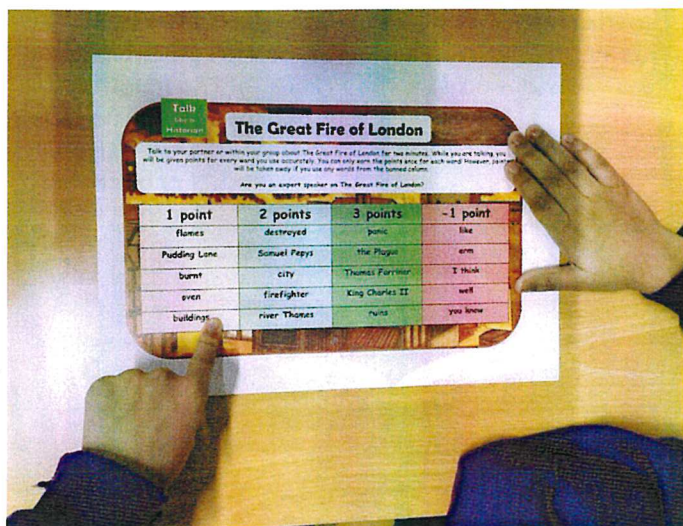 Talk
like a
Historian
The Great Fire of London
Talk to your partner or within your group about The Great Fire of London for two minutes. While you are talking, you
will be given points for every word you use accurately. You can only earn the points once for each word! However, points
will be taken away if you use any words from the banned column.
Are you an expert speaker on The Great Fire of London?
1 point 2 points 3 points -1 point
flames destroyed panic like
Pudding Lane Samuel Pepys the Plague erm
burnt city Thomas Farriner I think
oven firefighter King Charles II well
buildings river Thames ruins you know